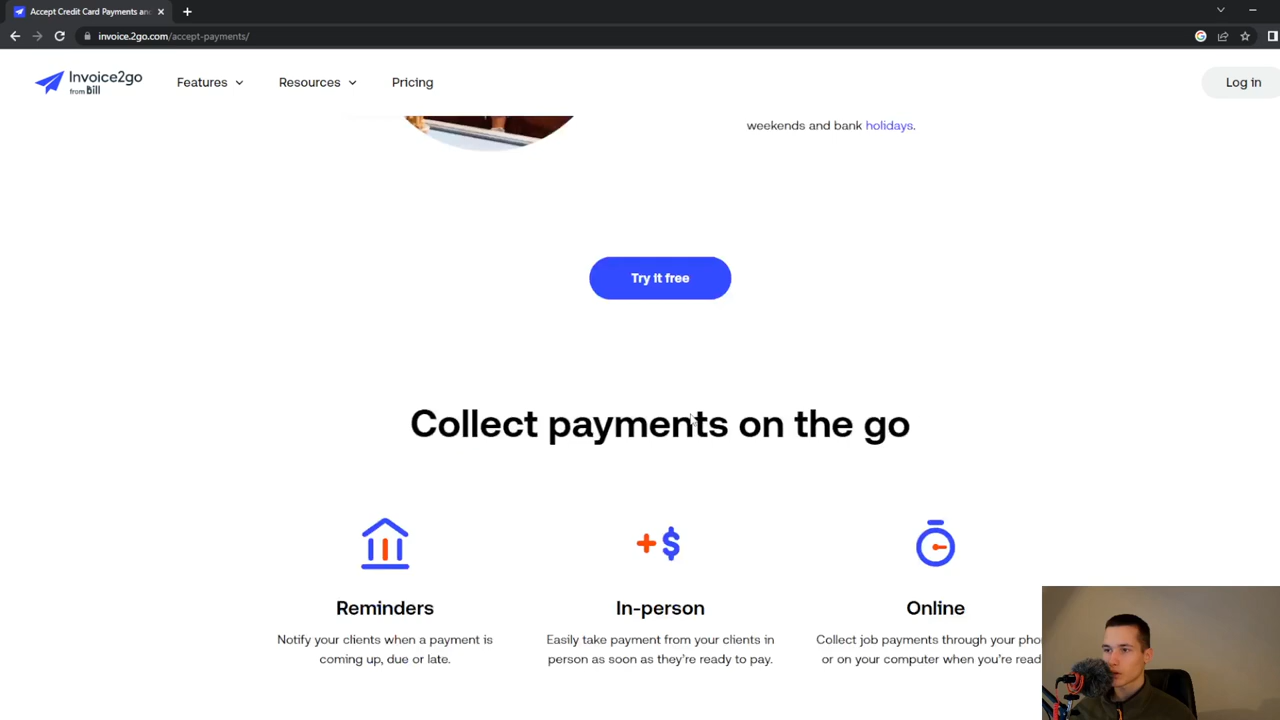 Accept Credit Card Payments an
invoice.2go.com/accept-payments/
Invoice2go
from Bill
Features
Resources
Pricing
Log in
weekends and bank holidays.
Try it free
Collect payments on the go
Reminders
Notify your clients when a payment is
coming up, due or late.
In-person
Easily take payment from your clients in
person as soon as they're ready to pay.
Online
Collect job payments through your pho
or on your computer when you're read